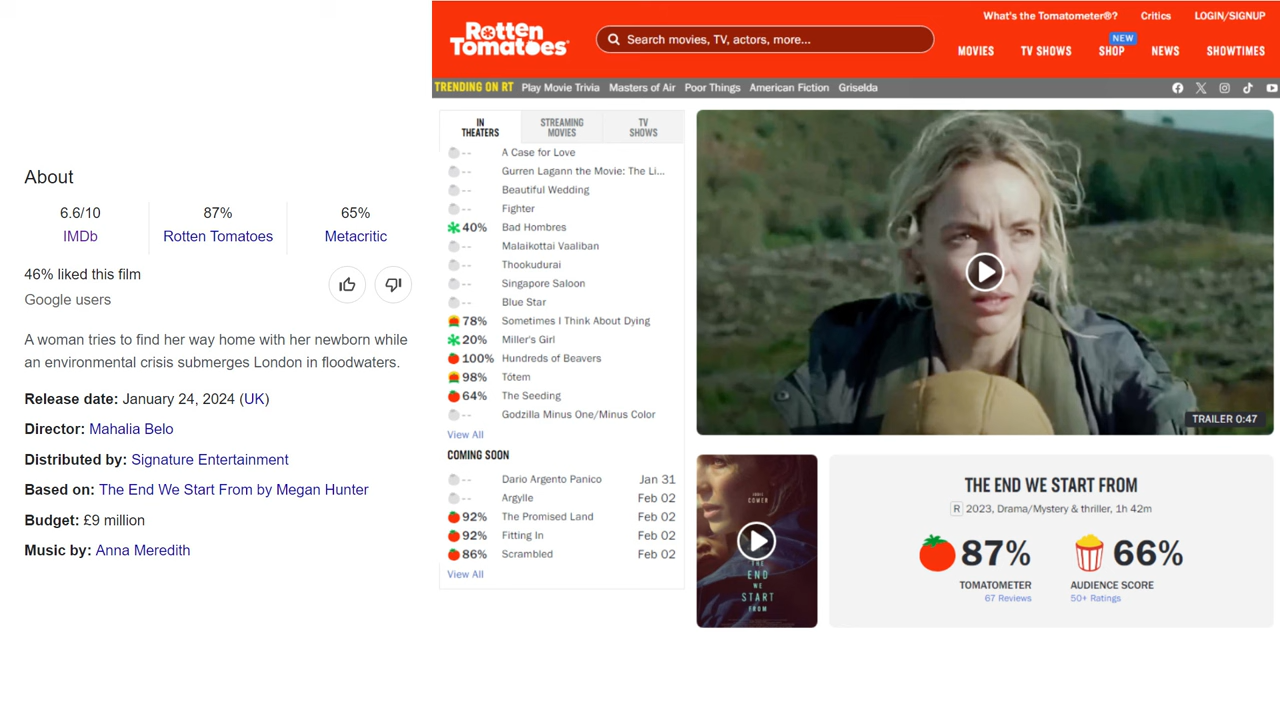 About
6.6/10
IMDb
87%
Rotten Tomatoes
65%
Metacritic
46% liked this film
Google users
A woman tries to find her way home with her newborn while
an environmental crisis submerges London in floodwaters.
Release date: January 24, 2024 (UK)
Director: Mahalia Belo
Distributed by: Signature Entertainment
Based on: The End We Start From by Megan Hunter
Budget: £9 million
Music by: Anna Meredith
Rotten
Tomatoes®
Search movies, TV, actors, more...
What's the Tomatometer®? Critics LOGIN/SIGNUP
NEW
MOVIES TV SHOWS SHOP NEWS SHOWTIMES
TRENDING ON RT Play Movie Trivia Masters of Air Poor Things American Fiction Griselda
IN THEATERS
STREAMING MOVIES
TV SHOWS
-- A Case for Love
-- Gurren Lagann the Movie: The Li...
-- Beautiful Wedding
-- Fighter
40% Bad Hombres
-- Malaikottai Vaaliban
-- Thookudurai
-- Singapore Saloon
-- Blue Star
78% Sometimes I Think About Dying
20% Miller's Girl
100% Hundreds of Beavers
98% Tótem
64% The Seeding
-- Godzilla Minus One/Minus Color
View All
COMING SOON
-- Dario Argento Panico Jan 31
-- Argylle Feb 02
92% The Promised Land Feb 02
92% Fitting In Feb 02
86% Scrambled Feb 02
View All
TRAILER 0:47
COMER
THE
END
WE
START
FROM
THE END WE START FROM
R 2023, Drama/Mystery & thriller, 1h 42m
87%
TOMATOMETER
67 Reviews
66%
AUDIENCE SCORE
50+ Ratings